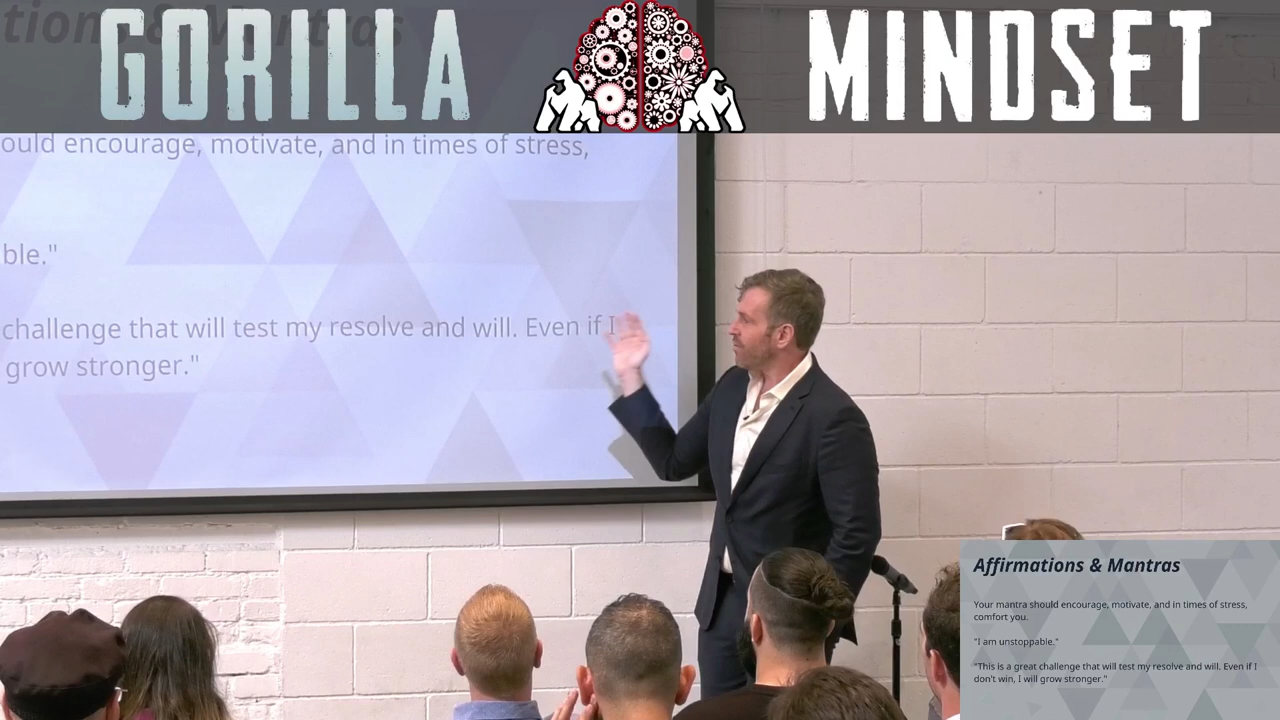 tions & Mantras
GORILLA MINDSET
ould encourage, motivate, and in times of stress,
ble."
challenge that will test my resolve and will. Even if I
grow stronger."
Affirmations & Mantras
Your mantra should encourage, motivate, and in times of stress,
comfort you.
"I am unstoppable."
"This is a great challenge that will test my resolve and will. Even if I
don't win, I will grow stronger."